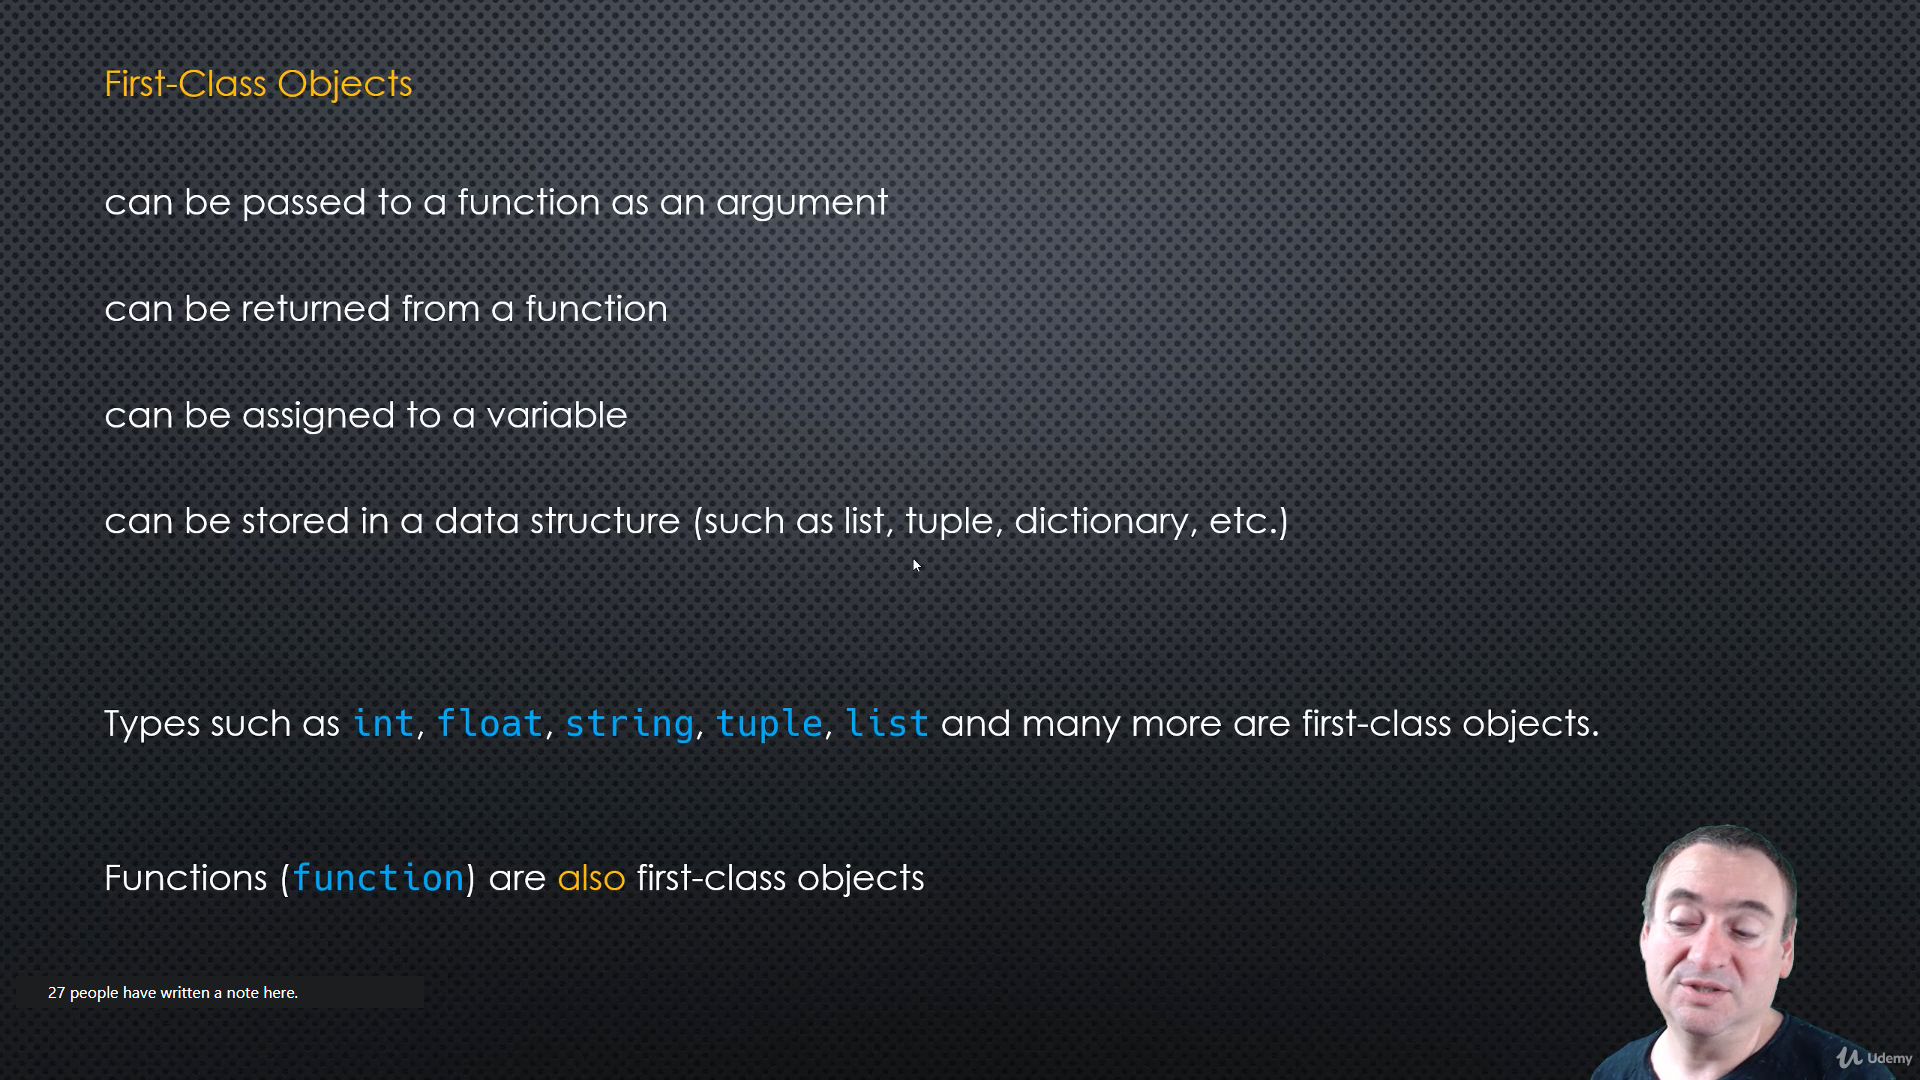 First-Class Objects
can be passed to a function as an argument
can be returned from a function
can be assigned to a variable
can be stored in a data structure (such as list, tuple, dictionary, etc.)
Types such as int, float, string, tuple, list and many more are first-class objects.
Functions (function) are also first-class objects
27 people have written a note here.
Udemy